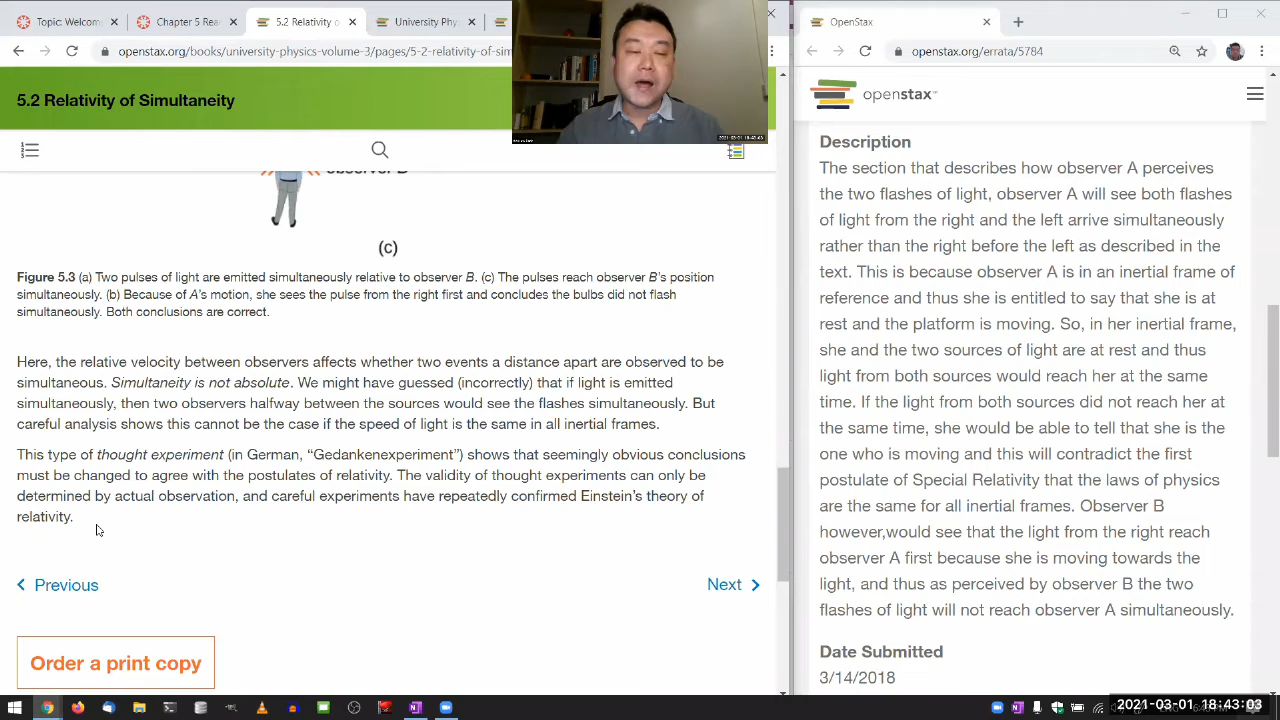 Topic: Welcome
Chapter 5 Rea
5.2 Relativity o
University Phy
OpenStax
openstax.org/books/university-physics-volume-3/pages/5-2-relativity-of-sim
openstax.org/errata/5784
5.2 Relativity of Simultaneity
openstax
2021-03-01 18:43:03
(c)
Figure 5.3 (a) Two pulses of light are emitted simultaneously relative to observer B. (c) The pulses reach observer B's position
simultaneously. (b) Because of A's motion, she sees the pulse from the right first and concludes the bulbs did not flash
simultaneously. Both conclusions are correct.
Here, the relative velocity between observers affects whether two events a distance apart are observed to be
simultaneous. Simultaneity is not absolute. We might have guessed (incorrectly) that if light is emitted
simultaneously, then two observers halfway between the sources would see the flashes simultaneously. But
careful analysis shows this cannot be the case if the speed of light is the same in all inertial frames.
This type of thought experiment (in German, “Gedankenexperiment”) shows that seemingly obvious conclusions
must be changed to agree with the postulates of relativity. The validity of thought experiments can only be
determined by actual observation, and careful experiments have repeatedly confirmed Einstein's theory of
relativity.
Previous
Next
Order a print copy
Description
The section that describes how observer A perceives
the two flashes of light, observer A will see both flashes
of light from the right and the left arrive simultaneously
rather than the right before the left as described in the
text. This is because observer A is in an inertial frame of
reference and thus she is entitled to say that she is at
rest and the platform is moving. So, in her inertial frame,
she and the two sources of light are at rest and thus
light from both sources would reach her at the same
time. If the light from both sources did not reach her at
the same time, she would be able to tell that she is the
one who is moving and this will contradict the first
postulate of Special Relativity that the laws of physics
are the same for all inertial frames. Observer B
however,would see that the light from the right reach
observer A first because she is moving towards the
light, and thus as perceived by observer B the two
flashes of light will not reach observer A simultaneously.
Date Submitted
3/14/2018
2021-03-01 18:43:03